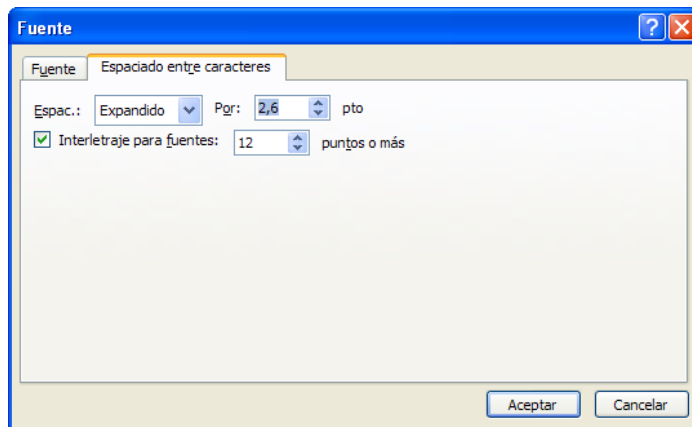 Fuente
Fuente Espaciado entre caracteres
Espac.: Expandido Por: 2,6 pto
Interletraje para fuentes: 12 puntos o más
Aceptar Cancelar